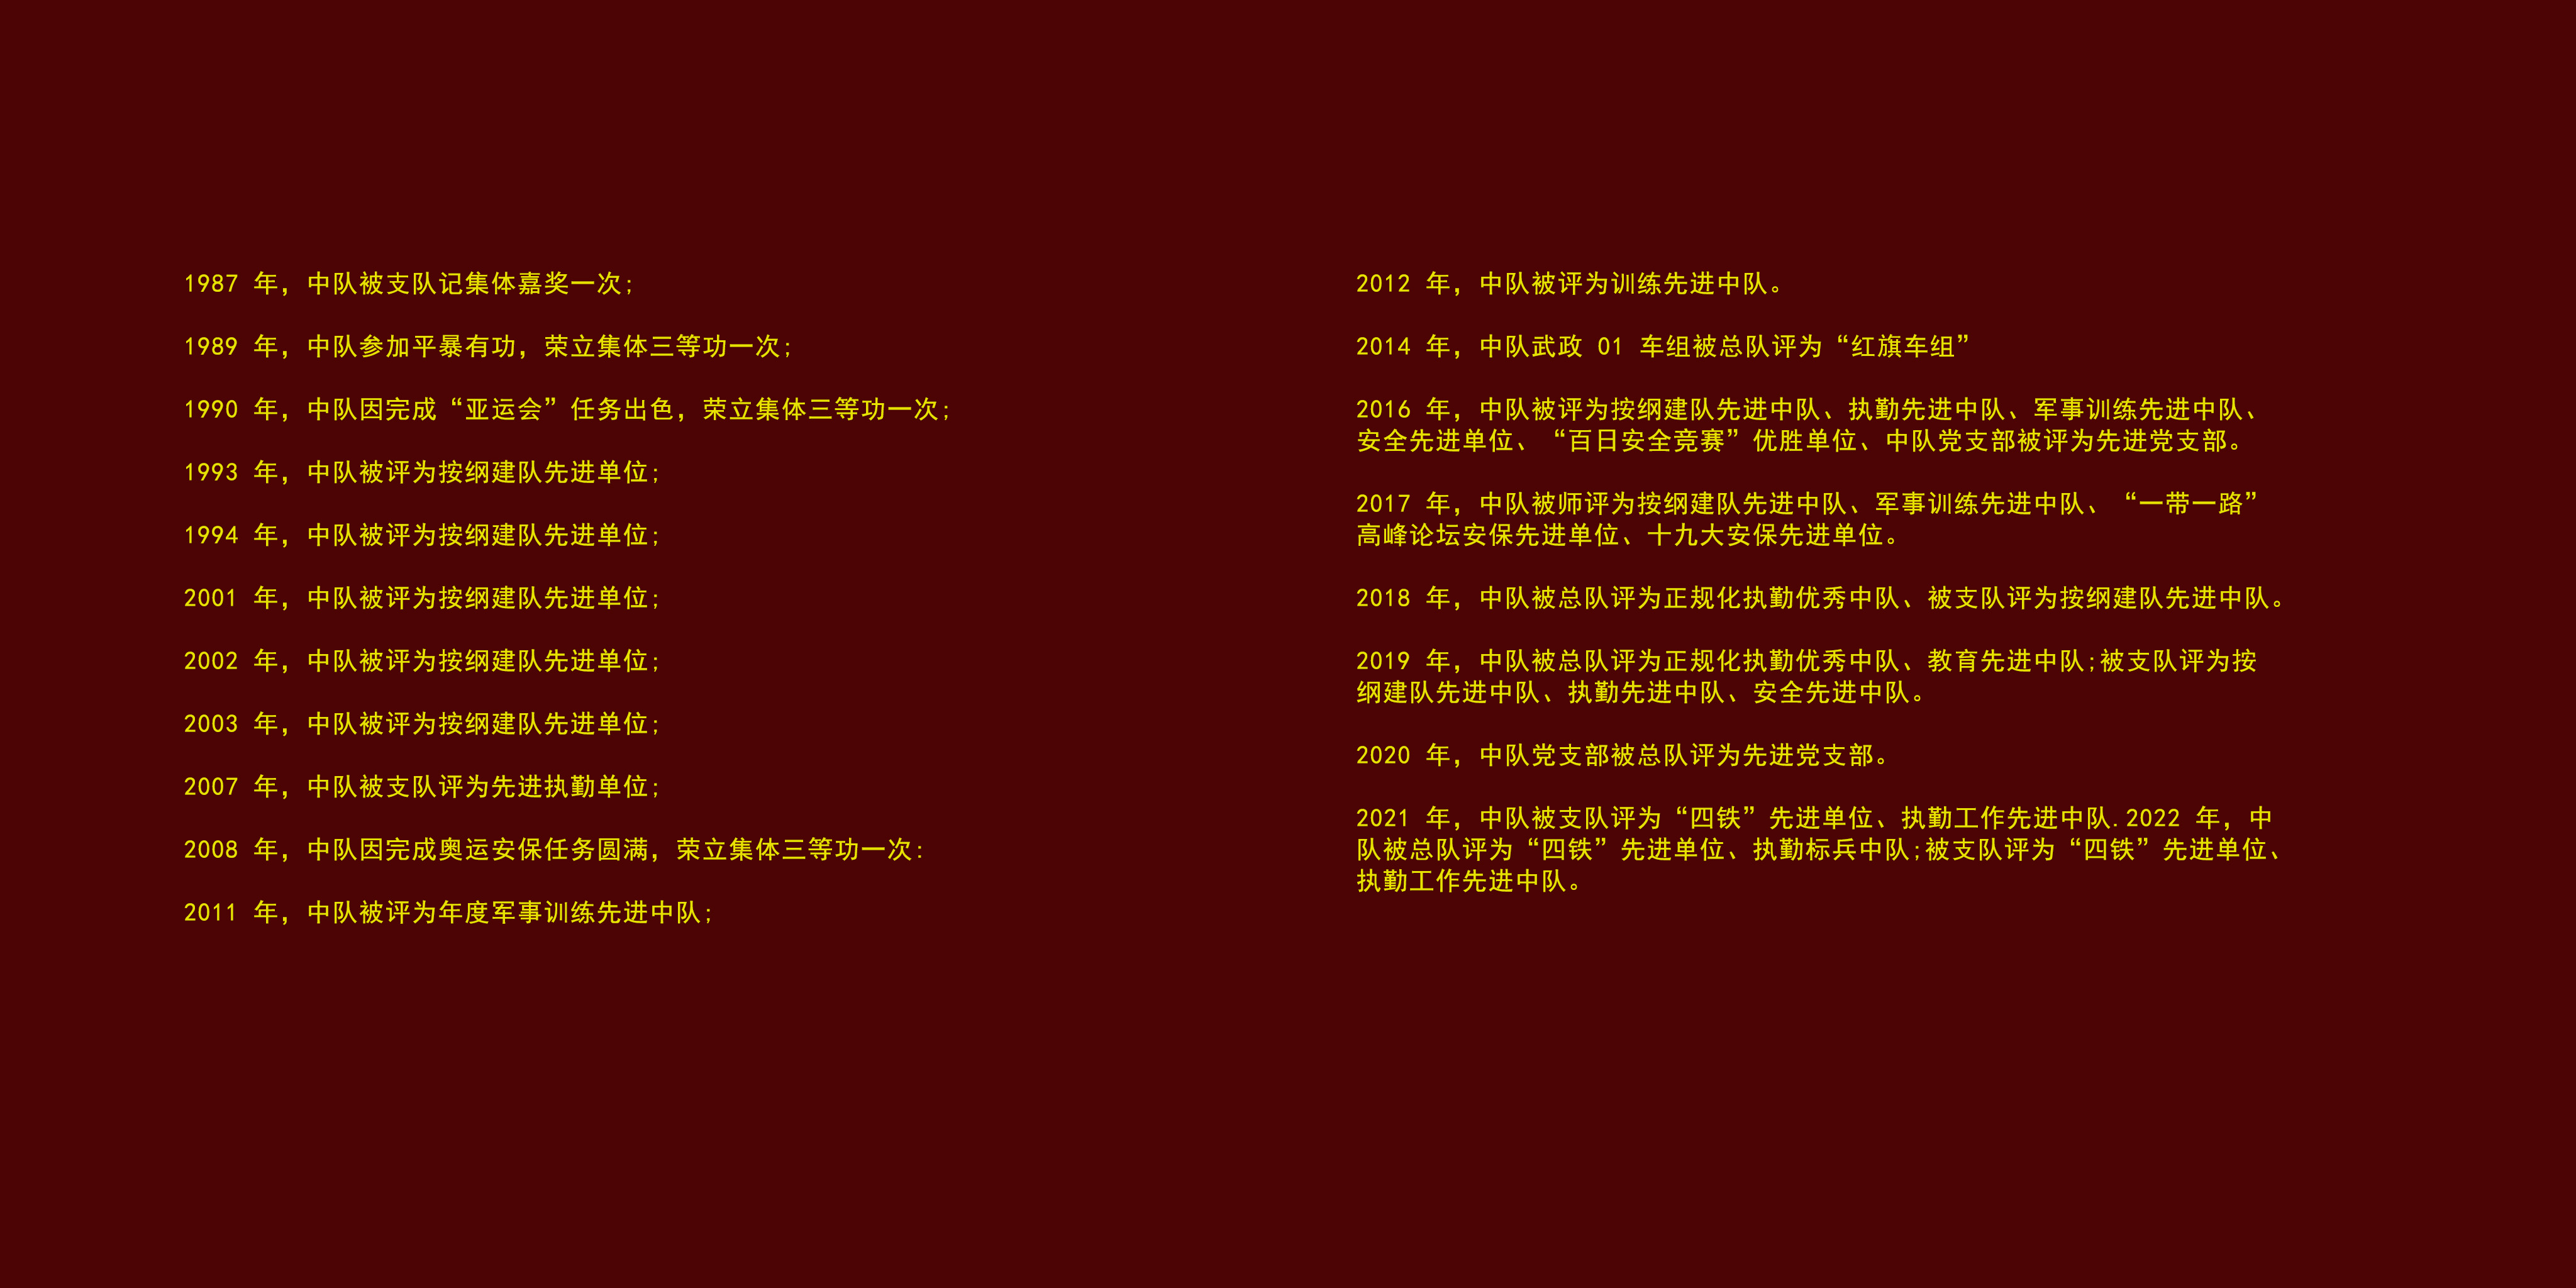 1987 年，中队被支队记集体嘉奖一次;
1989 年，中队参加平暴有功，荣立集体三等功一次;
1990 年，中队因完成“亚运会”任务出色，荣立集体三等功一次;
1993 年，中队被评为按纲建队先进单位;
1994 年，中队被评为按纲建队先进单位;
2001 年，中队被评为按纲建队先进单位;
2002 年，中队被评为按纲建队先进单位;
2003 年，中队被评为按纲建队先进单位;
2007 年，中队被支队评为先进执勤单位;
2008 年，中队因完成奥运安保任务圆满，荣立集体三等功一次:
2011 年，中队被评为年度军事训练先进中队;
2012 年，中队被评为训练先进中队。
2014 年，中队武政 01 车组被总队评为“红旗车组”
2016 年，中队被评为按纲建队先进中队、执勤先进中队、军事训练先进中队、
安全先进单位、“百日安全竞赛”优胜单位、中队党支部被评为先进党支部。
2017 年，中队被师评为按纲建队先进中队、军事训练先进中队、“一带一路”
高峰论坛安保先进单位、十九大安保先进单位。
2018 年，中队被总队评为正规化执勤优秀中队、被支队评为按纲建队先进中队。
2019 年，中队被总队评为正规化执勤优秀中队、教育先进中队;被支队评为按
纲建队先进中队、执勤先进中队、安全先进中队。
2020 年，中队党支部被总队评为先进党支部。
2021 年，中队被支队评为“四铁”先进单位、执勤工作先进中队.2022 年，中
队被总队评为“四铁”先进单位、执勤标兵中队;被支队评为“四铁”先进单位、
执勤工作先进中队。